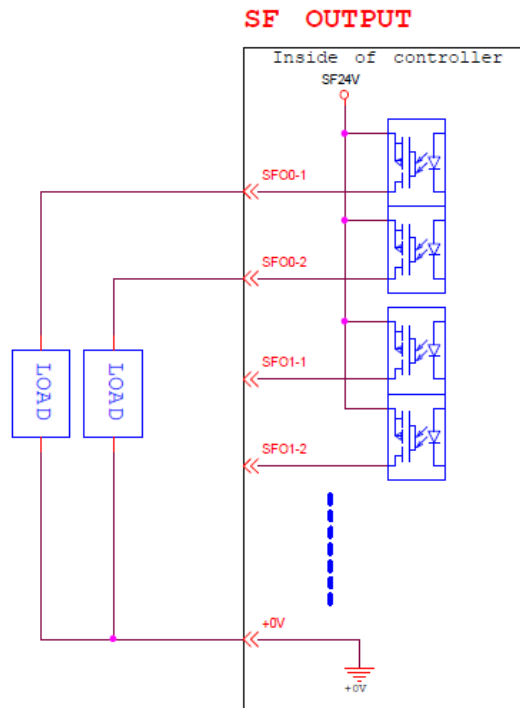 SF OUTPUT
Inside of controller
SF24V
SFO0-1
SFO0-2
LOAD
LOAD
SFO1-1
SFO1-2
+0V
+0V